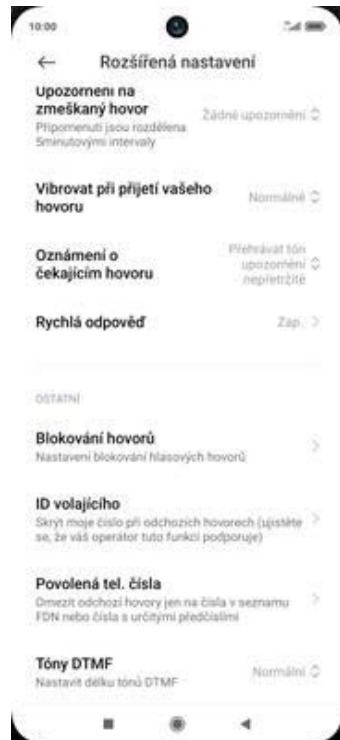 10:00
Rozšířená nastavení
Upozornění na
zmeškaný hovor
Připomenutí jsou rozdělena
5minutovými intervaly
Žádné upozornění
Vibrovat při přijetí vašeho
hovoru
Normálně
Oznámení o
čekajícím hovoru
Přehrávat tón
upozornění
nepřetržitě
Rychlá odpověď
Zap.
OSTATNÍ
Blokování hovorů
Nastavení blokování hlasových hovorů
ID volajícího
Skrýt moje číslo při odchozích hovorech (ujistěte
se, že váš operátor tuto funkci podporuje)
Povolená tel. čísla
Omezit odchozí hovory jen na čísla v seznamu
FDN nebo čísla s určitými předčíslími
Tóny DTMF
Nastavit délku tónů DTMF
Normální